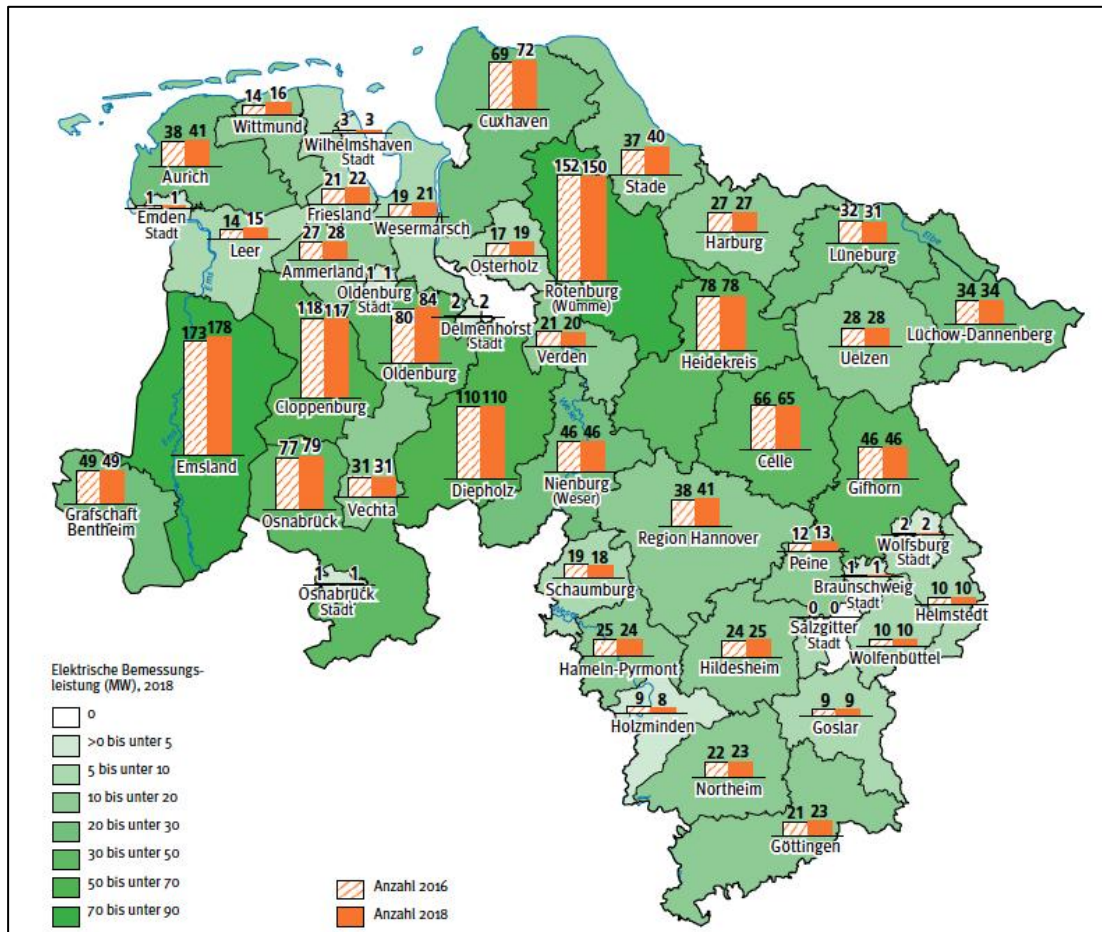 69 72
Cuxhaven
14 16
Wittmund
3 3
Wilhelmshaven
Stadt
38 41
Aurich
37 40
Stade
152 150
Rotenburg
(Wümme)
1 1
Emden
Stadt
21 22
Friesland
19 21
Wesermarsch
14 15
Leer
27 28
Ammerland
17 19
Osterholz
27 27
Harburg
32 31
Lüneburg
Elbe
Ems
1 1
Oldenburg
Stadt
118 117
Cloppenburg
80 84
Oldenburg
2 2
Delmenhorst
Stadt
21 20
Verden
78 78
Heidekreis
28 28
Uelzen
34 34
Lüchow-Dannenberg
173 178
Emsland
Ems
110 110
Diepholz
Weser
66 65
Celle
49 49
Grafschaft
Bentheim
77 79
Osnabrück
31 31
Vechta
46 46
Nienburg
(Weser)
46 46
Gifhorn
38 41
Region Hannover
1 1
Osnabrück
Stadt
19 18
Schaumburg
12 13
Peine
2 2
Wolfsburg
Stadt
1 1
Braunschweig
Stadt
10 10
Helmstedt
0 0
Salzgitter
Stadt
10 10
Wolfenbüttel
Weser
25 24
Hameln-Pyrmont
24 25
Hildesheim
9 8
Holzminden
9 9
Goslar
22 23
Northeim
21 23
Göttingen
Elektrische Bemessungs-
leistung (MW), 2018
0
>0 bis unter 5
5 bis unter 10
10 bis unter 20
20 bis unter 30
30 bis unter 50
50 bis unter 70
70 bis unter 90
Anzahl 2016
Anzahl 2018